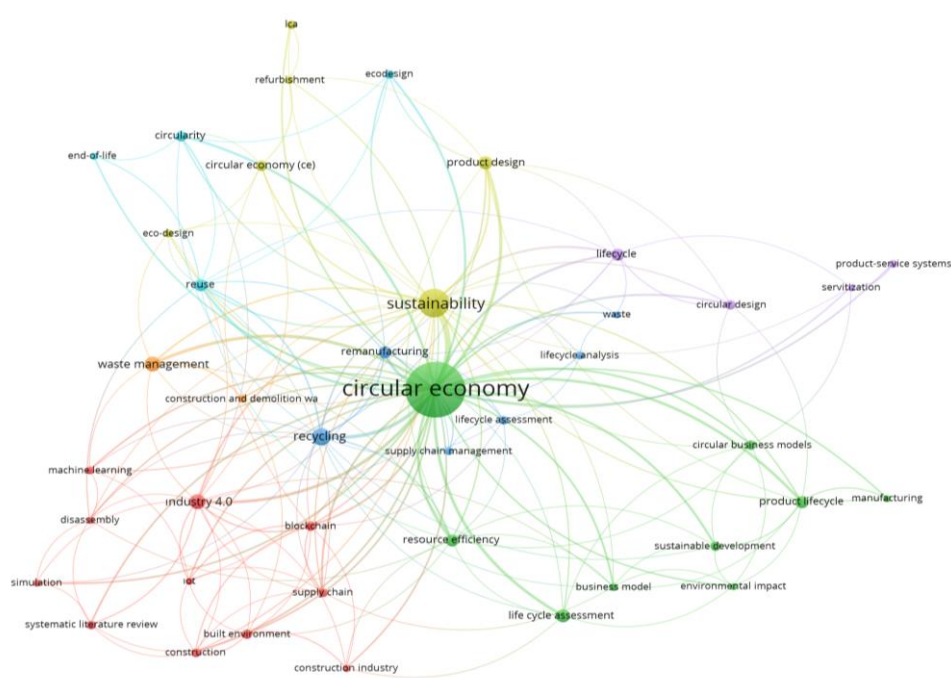 lca
refurbishment
ecodesign
circularity
end-of-life
circular economy (ce)
product design
eco-design
lifecycle
product-service systems
reuse
servitization
sustainability
circular design
waste
remanufacturing
lifecycle analysis
waste management
circular economy
construction and demolition wa
lifecycle assessment
recycling
circular business models
supply chain management
machine learning
industry 4.0
product lifecycle
manufacturing
disassembly
blockchain
resource efficiency
sustainable development
simulation
iot
supply chain
business model
environmental impact
life cycle assessment
systematic literature review
built environment
construction
construction industry